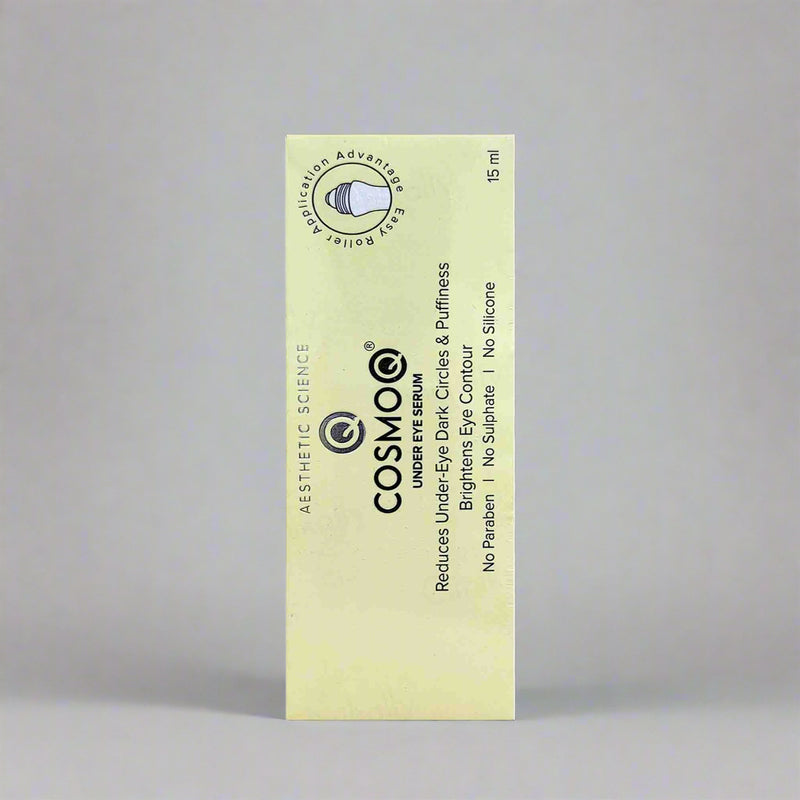 AESTHETIC SCIENCE
COSMOQ®
UNDER EYE SERUM
Reduces Under-Eye Dark Circles & Puffiness
Brightens Eye Contour
No Paraben | No Sulphate | No Silicone
Easy Roller Application Advantage
15 ml